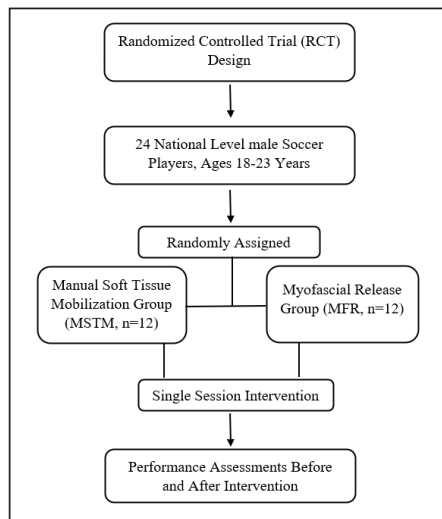 Randomized Controlled Trial (RCT)
Design
24 National Level male Soccer
Players, Ages 18-23 Years
Randomly Assigned
Manual Soft Tissue
Mobilization Group
(MSTM, n=12)
Myofascial Release
Group (MFR, n=12)
Single Session Intervention
Performance Assessments Before
and After Intervention